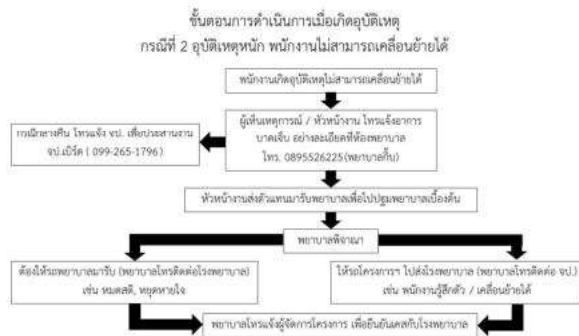 ขั้นตอนการดำเนินการเมื่อเกิดอุบัติเหตุ
กรณีที่ 2 อุบัติเหตุหนัก พนักงานไม่สามารถเคลื่อนย้ายได้
พนักงานเกิดอุบัติเหตุไม่สามารถเคลื่อนย้ายได้
ผู้เห็นเหตุการณ์ / หัวหน้างาน โทรแจ้งอาการ
บาดเจ็บ อย่างละเอียดที่ห้องพยาบาล
โทร. 0895526225(พยาบาลกิ๊บ)
กรณีกลางคืน โทรแจ้ง จป. เพื่อประสานงาน
จป.เบิร์ด ( 099-265-1796 )
หัวหน้างานส่งตัวแทนมารับพยาบาลเพื่อไปปฐมพยาบาลเบื้องต้น
พยาบาลพิจาณา
ต้องให้รถพยาบาลมารับ (พยาบาลโทรติดต่อโรงพยาบาล)
เช่น หมดสติ, หยุดหายใจ
ให้รถโครงการฯ ไปส่งโรงพยาบาล (พยาบาลโทรติดต่อ จป.)
เช่น พนักงานรู้สึกตัว / เคลื่อนย้ายได้
พยาบาลโทรแจ้งผู้จัดการโครงการ เพื่อยืนยันเคสกับโรงพยาบาล